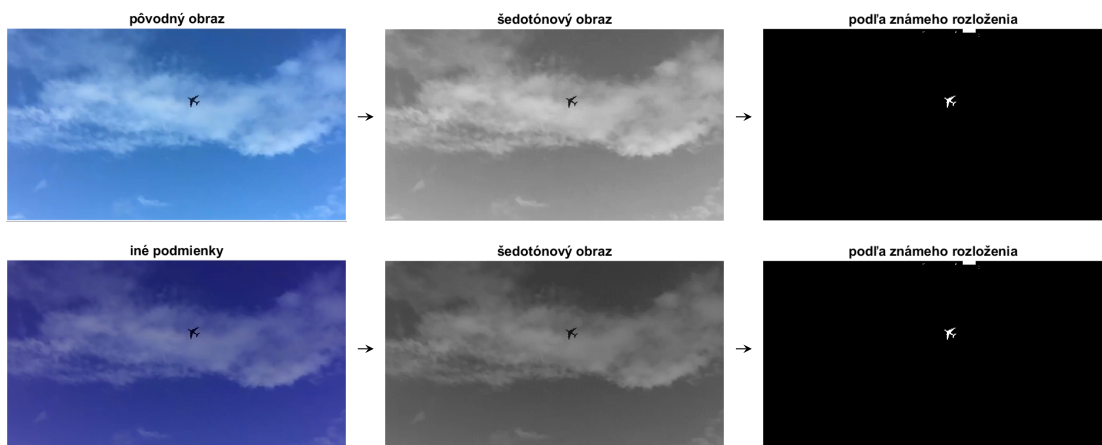 pôvodný obraz
šedotónový obraz
podľa známeho rozloženia
iné podmienky
šedotónový obraz
podľa známeho rozloženia